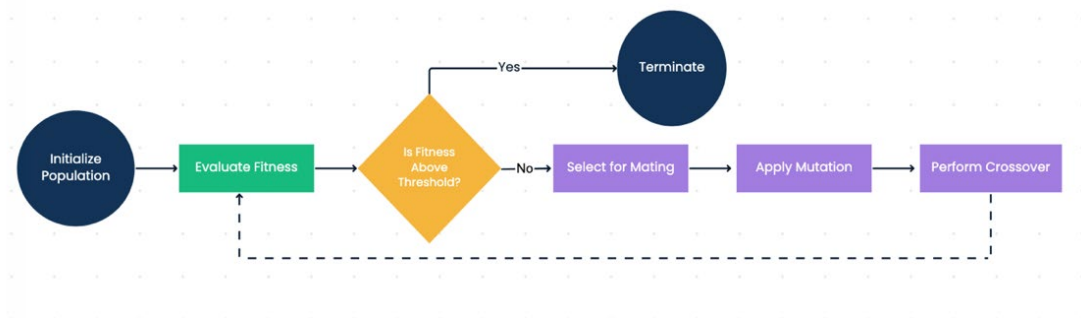 Yes
Terminate
Initialize
Population
Evaluate Fitness
Is Fitness
Above
Threshold?
No
Select for Mating
Apply Mutation
Perform Crossover